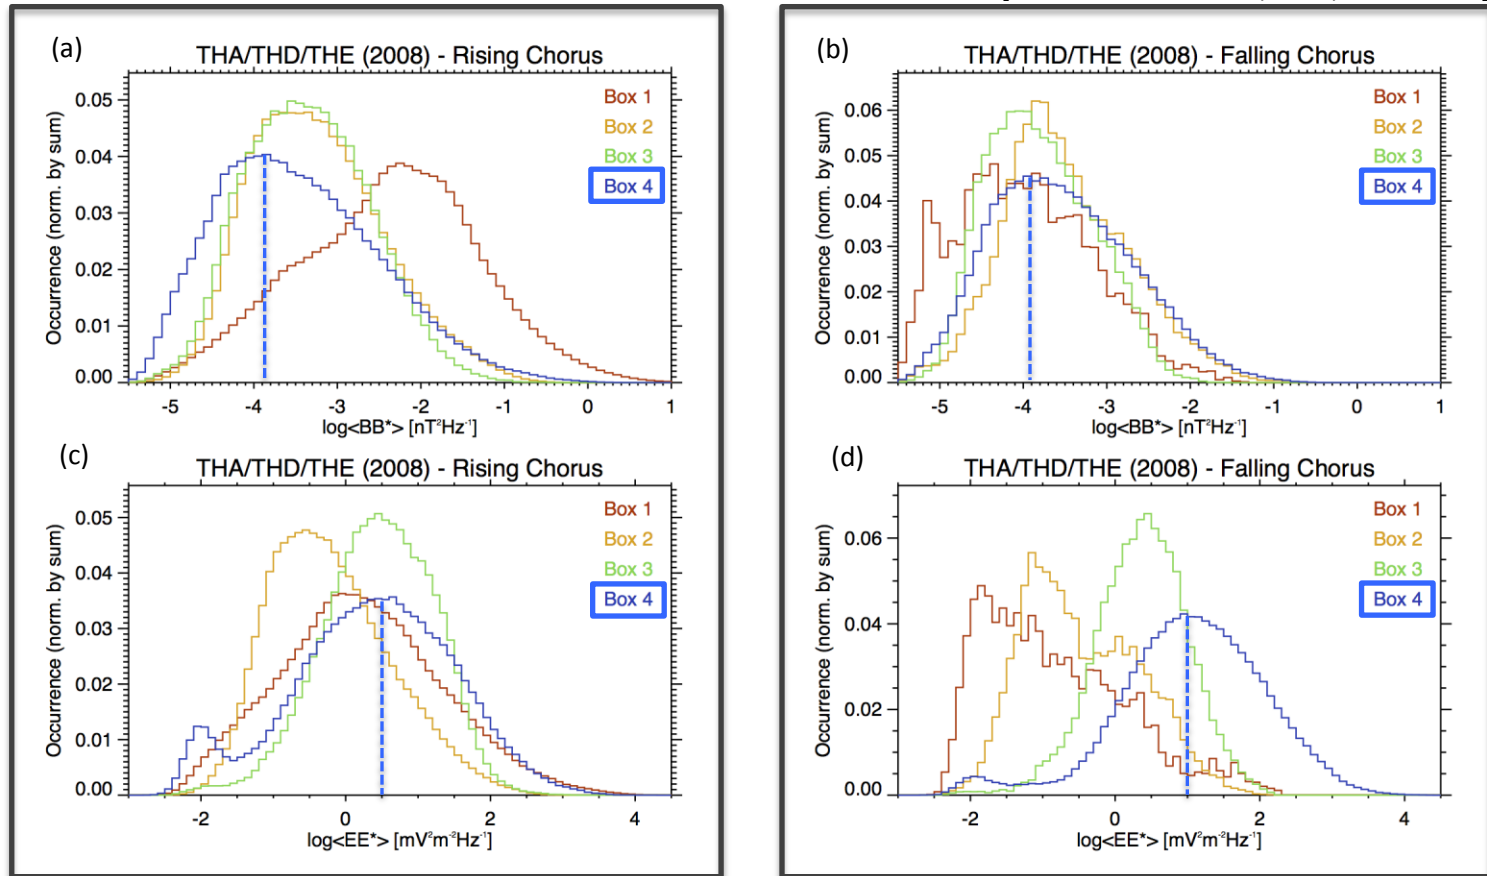 (a)
THA/THD/THE (2008) - Rising Chorus
Occurrence (norm. by sum)
0.05
0.04
0.03
0.02
0.01
0.00
Box 1
Box 2
Box 3
Box 4
-5 -4 -3 -2 -1 0 1
log<BB*> [nT²Hz⁻¹]
(b)
THA/THD/THE (2008) - Falling Chorus
Occurrence (norm. by sum)
0.06
0.05
0.04
0.03
0.02
0.01
0.00
Box 1
Box 2
Box 3
Box 4
-5 -4 -3 -2 -1 0 1
log<BB*> [nT²Hz⁻¹]
(c)
THA/THD/THE (2008) - Rising Chorus
Occurrence (norm. by sum)
0.05
0.04
0.03
0.02
0.01
0.00
Box 1
Box 2
Box 3
Box 4
-2 0 2 4
log<EE*> [mV²m⁻²Hz⁻¹]
(d)
THA/THD/THE (2008) - Falling Chorus
Occurrence (norm. by sum)
0.06
0.04
0.02
0.00
Box 1
Box 2
Box 3
Box 4
-2 0 2 4
log<EE*> [mV²m⁻²Hz⁻¹]